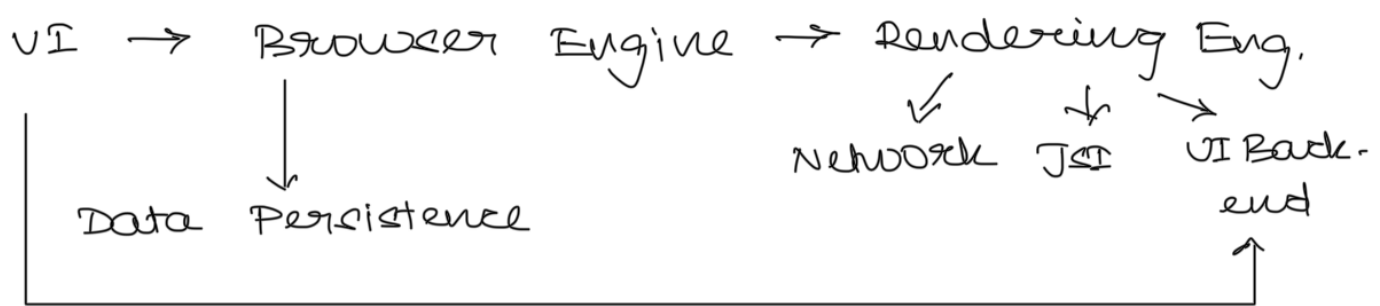 UI → Browser Engine → Rendering Eng.
Network JSI UI Back-
end
Data Persistence